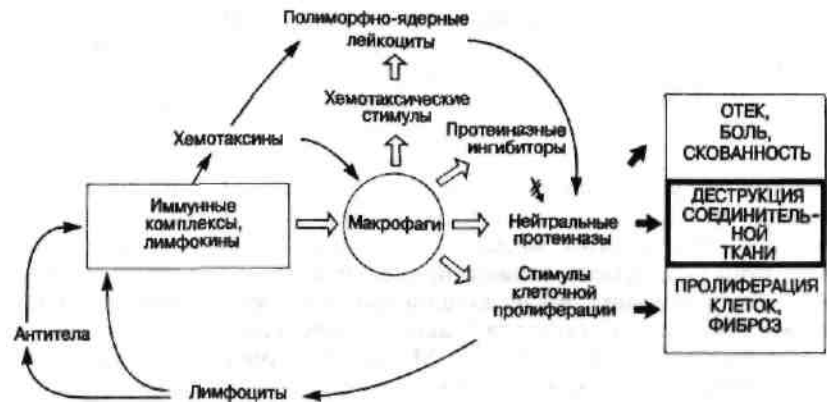 Полиморфно-ядерные
лейкоциты
Хемотаксические
стимулы
Хемотаксины
Протеиназные
ингибиторы
Иммунные
комплексы,
лимфокины
Макрофаги
Нейтральные
протеиназы
Стимулы
клеточной
пролиферации
Антитела
Лимфоциты
ОТЕК,
БОЛЬ,
СКОВАННОСТЬ
ДЕСТРУКЦИЯ
СОЕДИНИТЕЛЬ-
НОЙ
ТКАНИ
ПРОЛИФЕРАЦИЯ
КЛЕТОК,
ФИБРОЗ